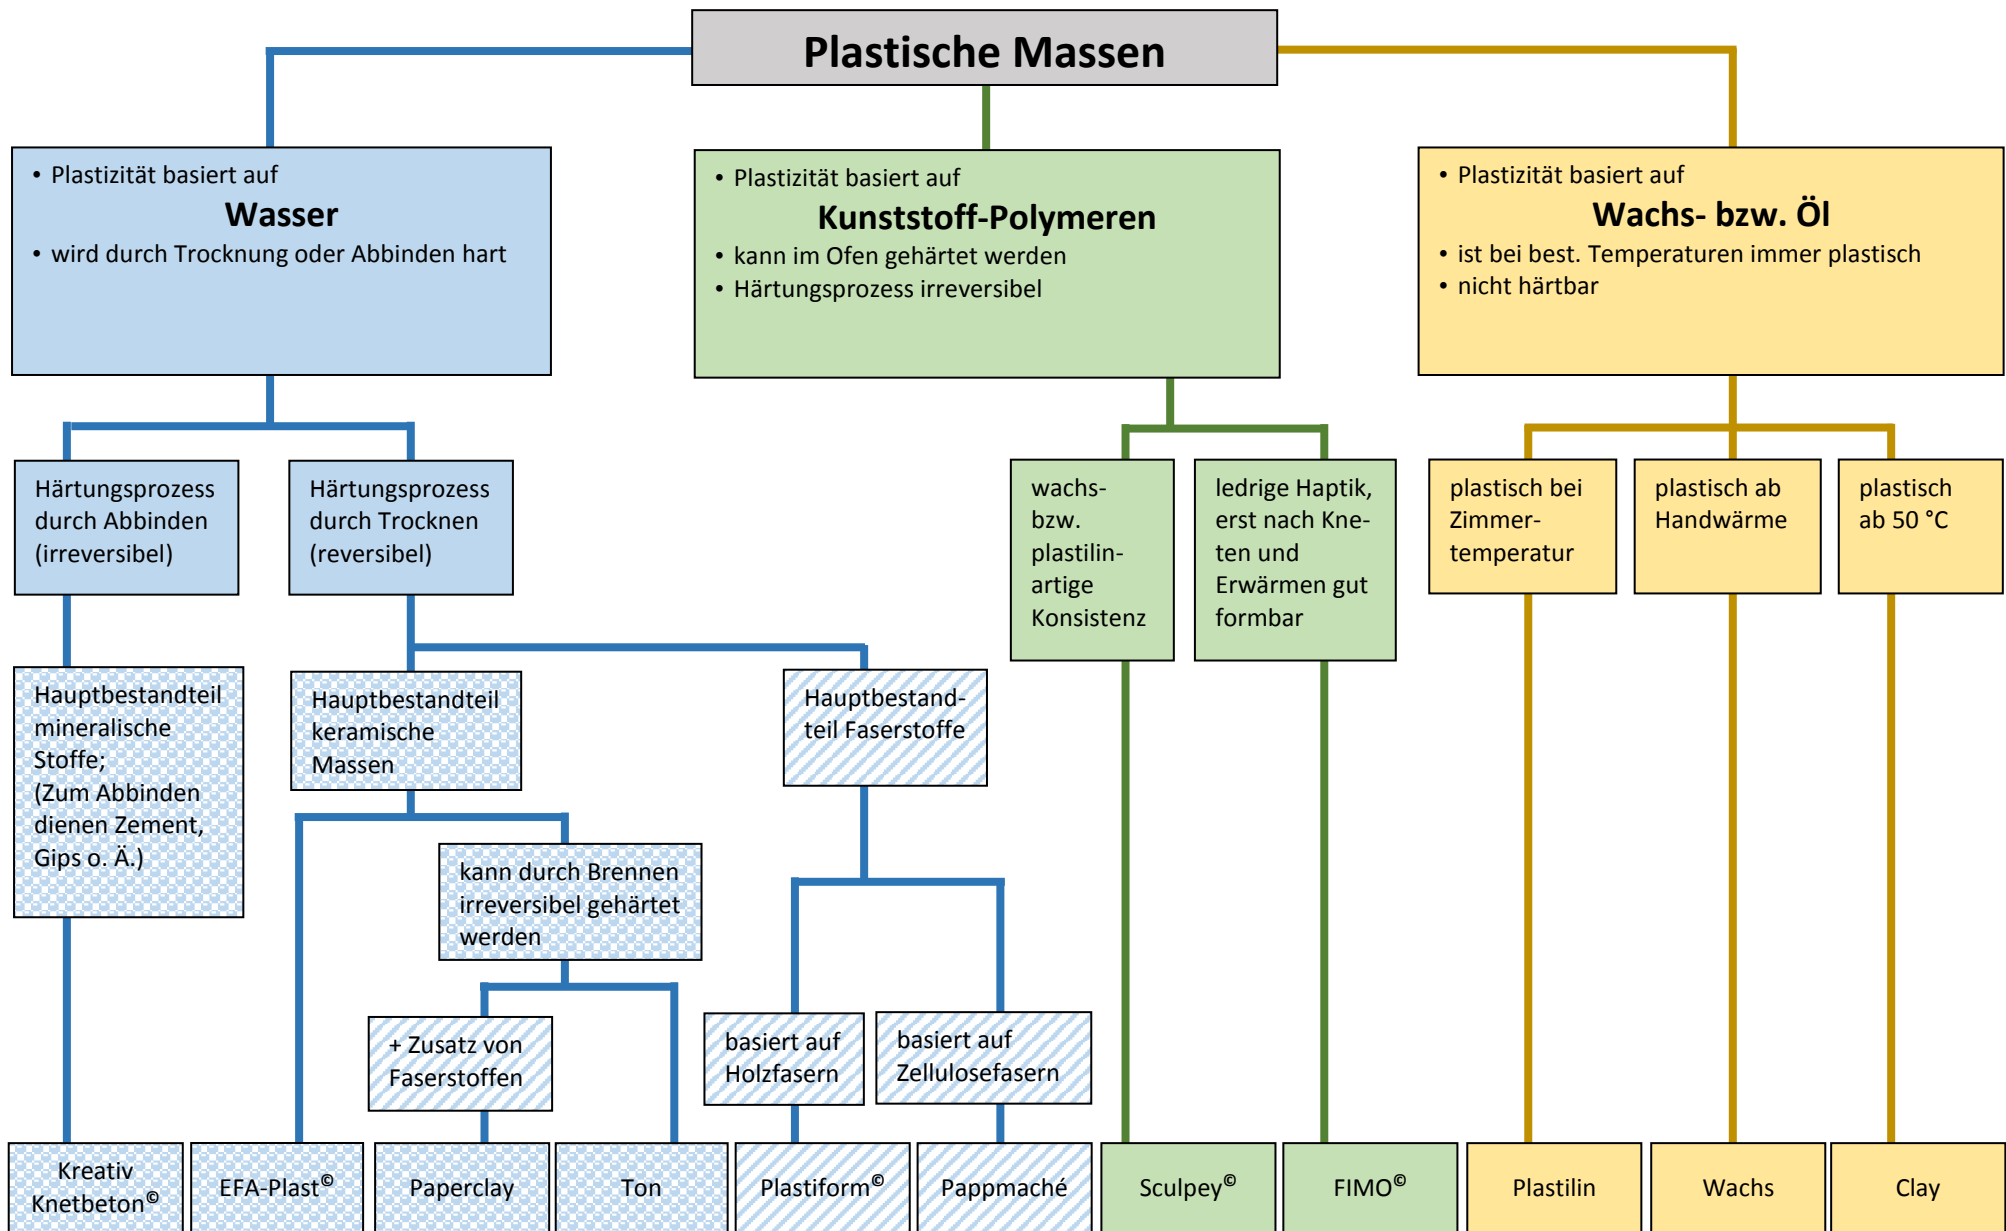 Plastische Massen
• Plastizität basiert auf
Wasser
• wird durch Trocknung oder Abbinden hart
• Plastizität basiert auf
Kunststoff-Polymeren
• kann im Ofen gehärtet werden
• Härtungsprozess irreversibel
• Plastizität basiert auf
Wachs- bzw. Öl
• ist bei best. Temperaturen immer plastisch
• nicht härtbar
Härtungsprozess
durch Abbinden
(irreversibel)
Härtungsprozess
durch Trocknen
(reversibel)
wachs-
bzw.
plastilin-
artige
Konsistenz
ledrige Haptik,
erst nach Kne-
ten und
Erwärmen gut
formbar
plastisch bei
Zimmer-
temperatur
plastisch ab
Handwärme
plastisch
ab 50 °C
Hauptbestandteil
mineralische
Stoffe;
(Zum Abbinden
dienen Zement,
Gips o. Ä.)
Hauptbestandteil
keramische
Massen
Hauptbestand-
teil Faserstoffe
kann durch Brennen
irreversibel gehärtet
werden
+ Zusatz von
Faserstoffen
basiert auf
Holzfasern
basiert auf
Zellulosefasern
Kreativ
Knetbeton©
EFA-Plast©
Paperclay
Ton
Plastiform©
Pappmaché
Sculpey©
FIMO©
Plastilin
Wachs
Clay